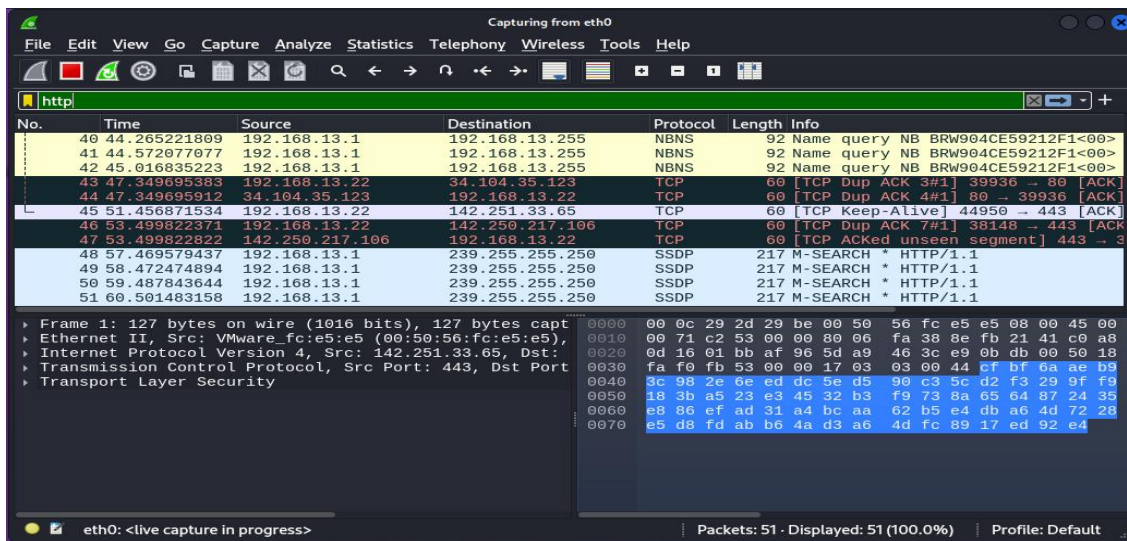 Capturing from eth0
File Edit View Go Capture Analyze Statistics Telephony Wireless Tools Help
http
No. Time Source Destination Protocol Length Info
40 44.265221809 192.168.13.1 192.168.13.255 NBNS 92 Name query NB BRW904CE59212F1<00>
41 44.572077077 192.168.13.1 192.168.13.255 NBNS 92 Name query NB BRW904CE59212F1<00>
42 45.016835223 192.168.13.1 192.168.13.255 NBNS 92 Name query NB BRW904CE59212F1<00>
43 47.349695383 192.168.13.22 34.104.35.123 TCP 60 [TCP Dup ACK 3#1] 39936 → 80 [ACK]
44 47.349695912 34.104.35.123 192.168.13.22 TCP 60 [TCP Dup ACK 4#1] 80 → 39936 [ACK]
45 51.456871534 192.168.13.22 142.251.33.65 TCP 60 [TCP Keep-Alive] 44950 → 443 [ACK]
46 53.499822371 192.168.13.22 142.250.217.106 TCP 60 [TCP Dup ACK 7#1] 38148 → 443 [ACK
47 53.499822822 142.250.217.106 192.168.13.22 TCP 60 [TCP ACKed unseen segment] 443 → 3
48 57.469579437 192.168.13.1 239.255.255.250 SSDP 217 M-SEARCH * HTTP/1.1
49 58.472474894 192.168.13.1 239.255.255.250 SSDP 217 M-SEARCH * HTTP/1.1
50 59.487843644 192.168.13.1 239.255.255.250 SSDP 217 M-SEARCH * HTTP/1.1
51 60.501483158 192.168.13.1 239.255.255.250 SSDP 217 M-SEARCH * HTTP/1.1
Frame 1: 127 bytes on wire (1016 bits), 127 bytes capt
Ethernet II, Src: VMware_fc:e5:e5 (00:50:56:fc:e5:e5),
Internet Protocol Version 4, Src: 142.251.33.65, Dst:
Transmission Control Protocol, Src Port: 443, Dst Port
Transport Layer Security
0000 00 0c 29 2d 29 be 00 50 56 fc e5 e5 08 00 45 00
0010 00 71 c2 53 00 00 80 06 fa 38 8e fb 21 41 c0 a8
0020 0d 16 01 bb af 96 5d a9 46 3c e9 0b db 00 50 18
0030 fa f0 fb 53 00 00 17 03 03 00 44 cf bf 6a ae b9
0040 3c 98 2e 6e ed dc 5e d5 90 c3 5c d2 f3 29 9f f9
0050 18 3b a5 23 e3 45 32 b3 f9 73 8a 65 64 87 24 35
0060 e8 86 ef ad 31 a4 bc aa 62 b5 e4 db a6 4d 72 28
0070 e5 d8 fd ab b6 4a d3 a6 4d fc 89 17 ed 92 e4
eth0: <live capture in progress> Packets: 51 · Displayed: 51 (100.0%) Profile: Default